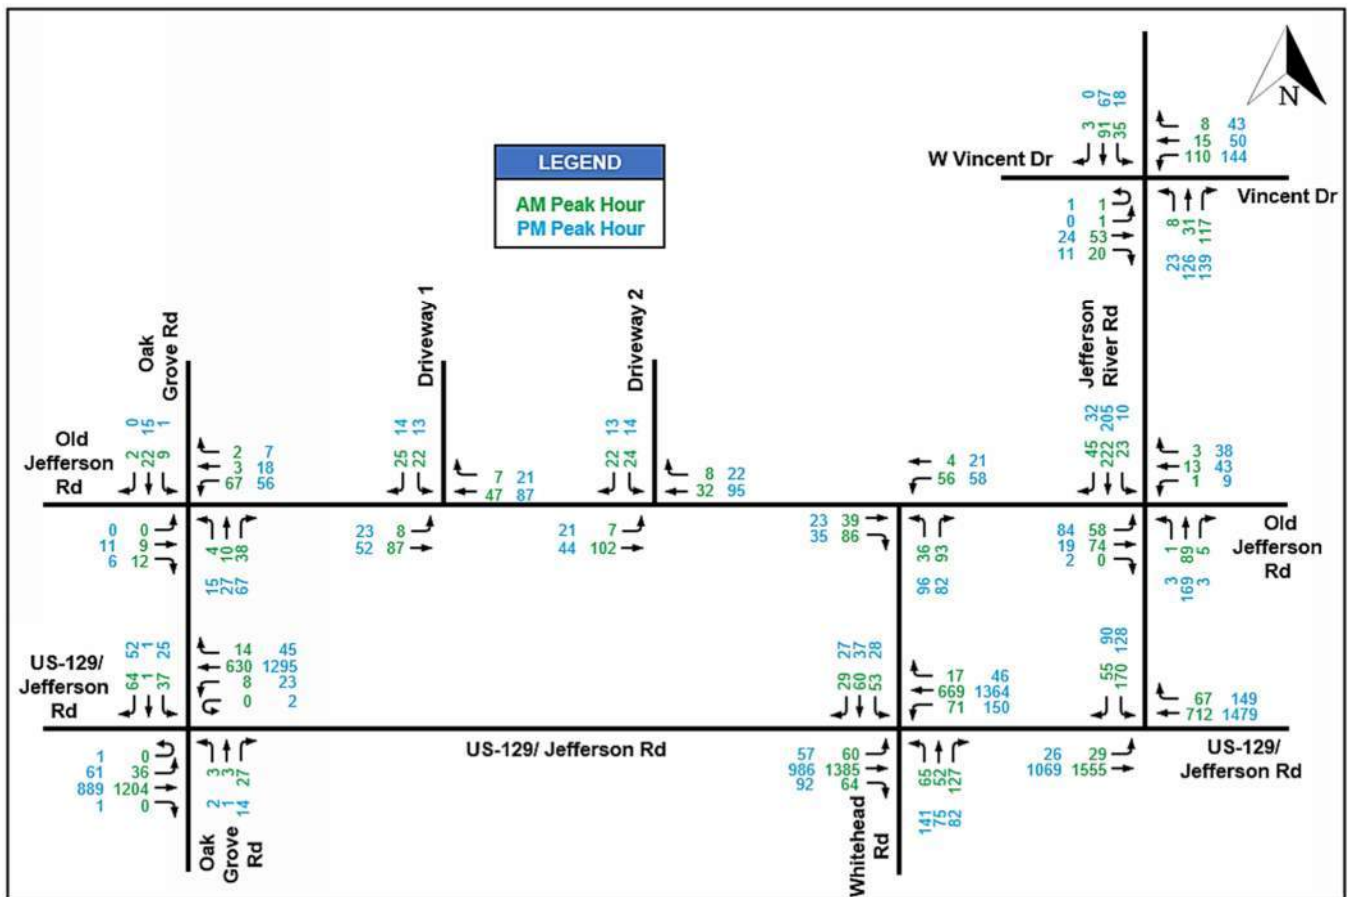 N
LEGEND
AM Peak Hour
PM Peak Hour
W Vincent Dr
Vincent Dr
0 67 18
3 91 35
8 43
15 50
110 144
1 1
0 1
24 53
11 20
8 31 117
23 126 139
Oak
Grove Rd
Driveway 1
Driveway 2
Jefferson
River Rd
Old
Jefferson
Rd
0 15 1
2 22 9
2 7
3 18
67 56
0 0
11 9
6 12
4 10 38
15 27 67
14 13
25 22
7 21
47 87
23 8
52 87
13 14
22 24
8 22
32 95
21 7
44 102
4 21
56 58
23 39
35 86
36 93
96 82
32 205 10
45 222 23
3 38
13 43
1 9
84 58
19 74
2 0
1 89 5
3 169 3
Old
Jefferson
Rd
US-129/
Jefferson
Rd
52 1 25
64 1 37
14 45
630 1295
8 23
0 2
1 0
61 36
889 1204
1 0
3 3 27
2 1 14
Oak
Grove
Rd
US-129/ Jefferson Rd
27 37 28
29 60 53
17 46
669 1364
71 150
57 60
986 1385
92 64
65 52 127
141 75 82
Whitehead
Rd
90 128
55 170
67 149
712 1479
26 29
1069 1555
US-129/
Jefferson Rd